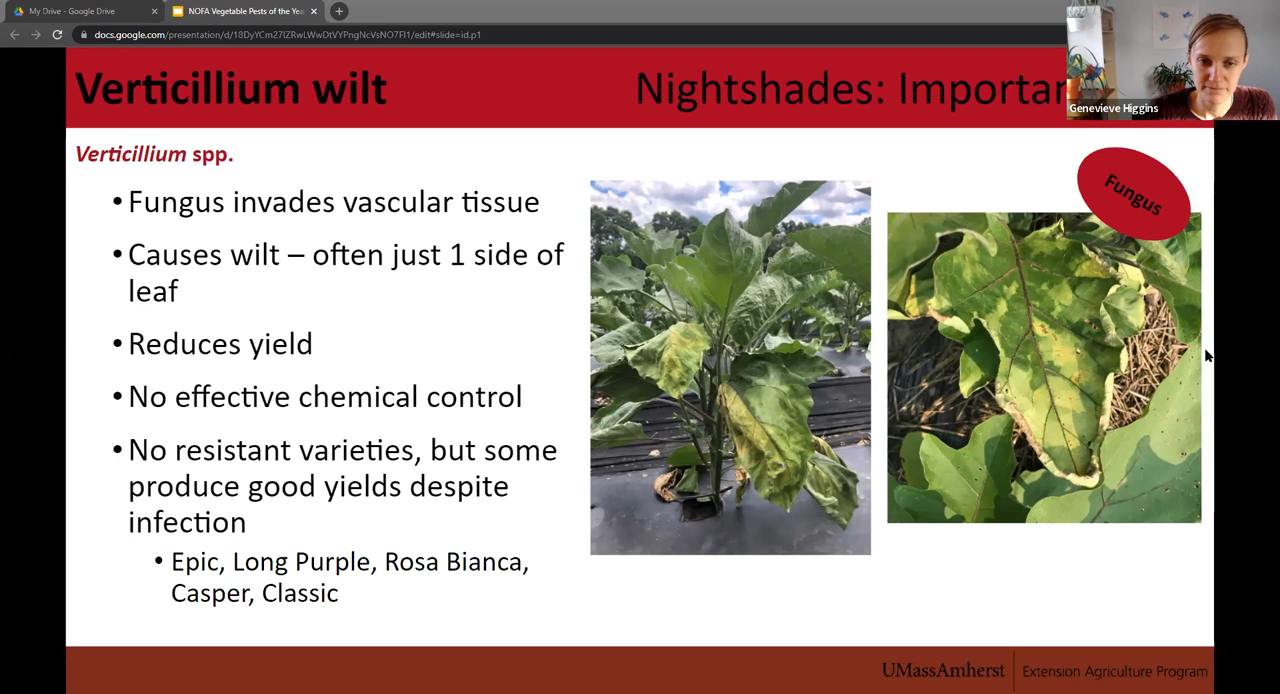 My Drive - Google Drive
NOFA Vegetable Pests of the Yea
docs.google.com/presentation/d/18DyYCm27IZRwLWwDtVYPngNcVsNO7Fl1/edit#slide=id.p1
Verticillium wilt
Nightshades: Importan
Genevieve Higgins
Verticillium spp.
Fungus
• Fungus invades vascular tissue
• Causes wilt – often just 1 side of
leaf
• Reduces yield
• No effective chemical control
• No resistant varieties, but some
produce good yields despite
infection
• Epic, Long Purple, Rosa Bianca,
Casper, Classic
UMassAmherst
Extension Agriculture Program